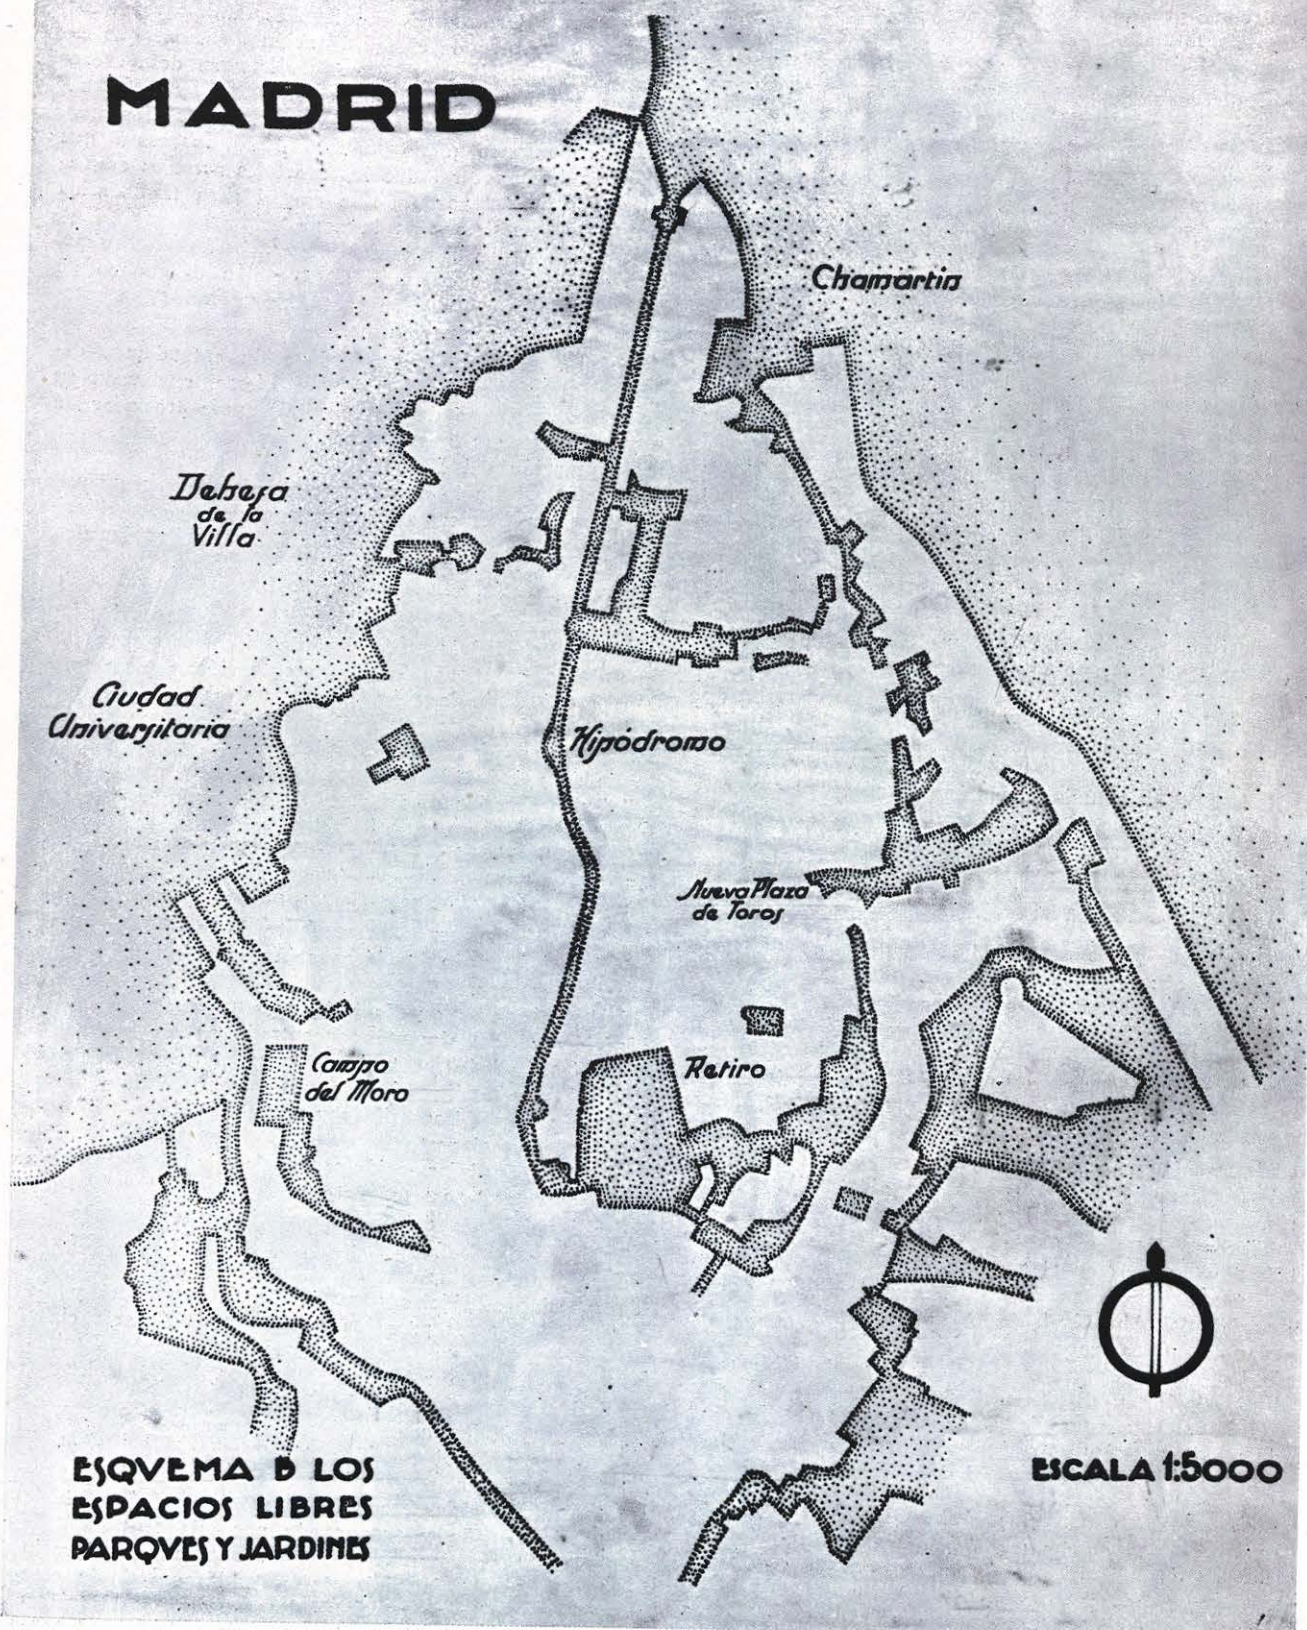 MADRID
Chamartin
Dehesa
de la
Villa
Ciudad
Universitaria
Hipódromo
Nueva Plaza
de Toros
Campo
del Moro
Retiro
ESQVEMA D LOS
ESPACIOS LIBRES
PARQVES Y JARDINES
ESCALA 1:5000